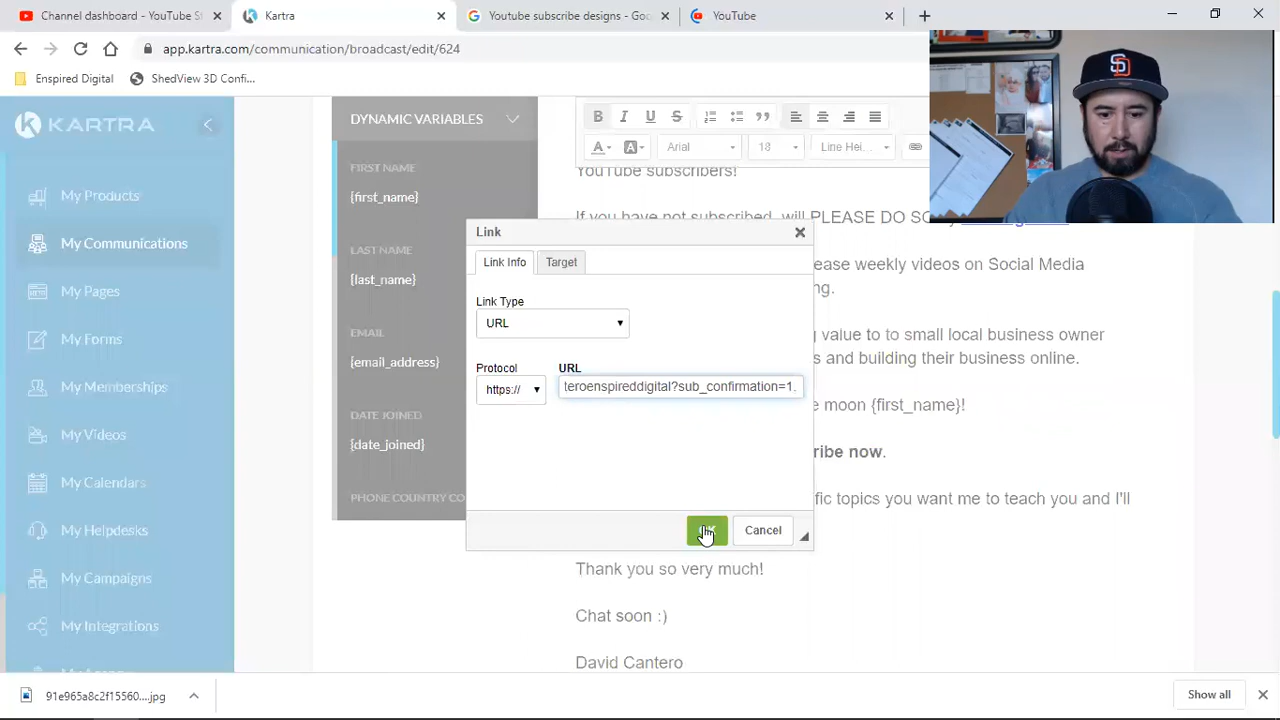 Channel dashboard - YouTube St
Kartra
Youtube subscribe designs - Goo
YouTube
app.kartra.com/communication/broadcast/edit/624
Enspired Digital
ShedView 3D Confi...
KARTRA
My Products
My Communications
My Pages
My Forms
My Memberships
My Videos
My Calendars
My Helpdesks
My Campaigns
My Integrations
DYNAMIC VARIABLES
FIRST NAME
{first_name}
LAST NAME
{last_name}
EMAIL
{email_address}
DATE JOINED
{date_joined}
PHONE COUNTRY CO
B I U S
A A Arial 18 Line Hei...
YouTube subscribers!
If you have not subscribed, will PLEASE DO SO
ease weekly videos on Social Media
ng.
g value to to small local business owner
s and building their business online.
e moon {first_name}!
ribe now.
fic topics you want me to teach you and I'll
Thank you so very much!
Chat soon :)
David Cantero
Link
Link Info
Target
Link Type
URL
Protocol
URL
https://
teroenspireddigital?sub_confirmation=1.
Cancel
91e965a8c2f15560....jpg
Show all